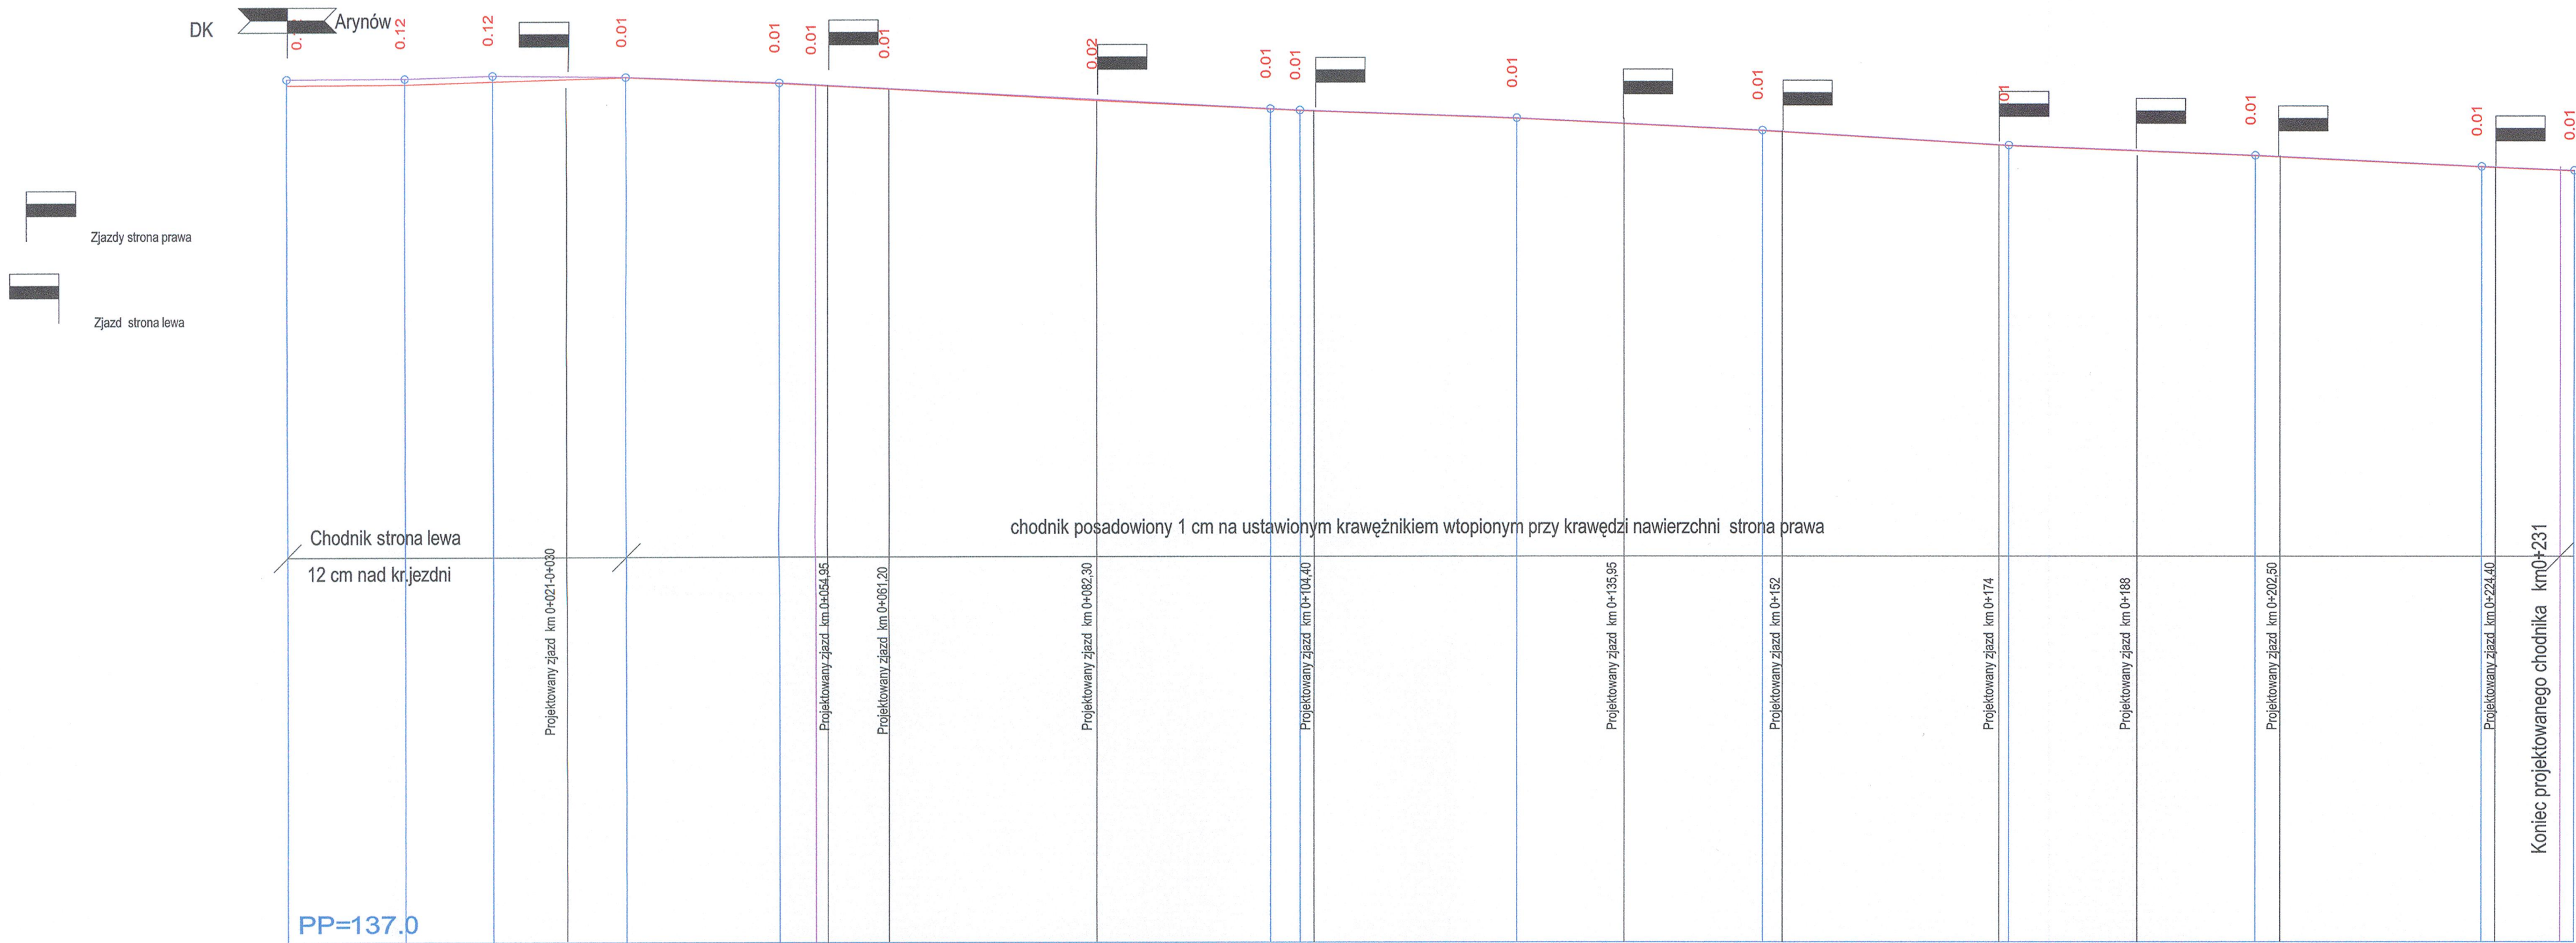 DK
Arynów
0.12
0.12
0.01
0.01
0.01
0.01
0.02
0.01
0.01
0.01
0.01
0.01
0.01
0.01
Zjazdy strona prawa
Zjazd strona lewa
Chodnik strona lewa
12 cm nad kr.jezdni
chodnik posadowiony 1 cm na ustawionym krawężnikiem wtopionym przy krawędzi nawierzchni strona prawa
Projektowany zjazd km 0+021-0+030
Projektowany zjazd km 0+054,95
Projektowany zjazd km 0+061,20
Projektowany zjazd km 0+082,30
Projektowany zjazd km 0+104,40
Projektowany zjazd km 0+135,95
Projektowany zjazd km 0+152
Projektowany zjazd km 0+174
Projektowany zjazd km 0+188
Projektowany zjazd km 0+202,50
Projektowany zjazd km 0+224,40
Koniec projektowanego chodnika km0+231
PP=137.0